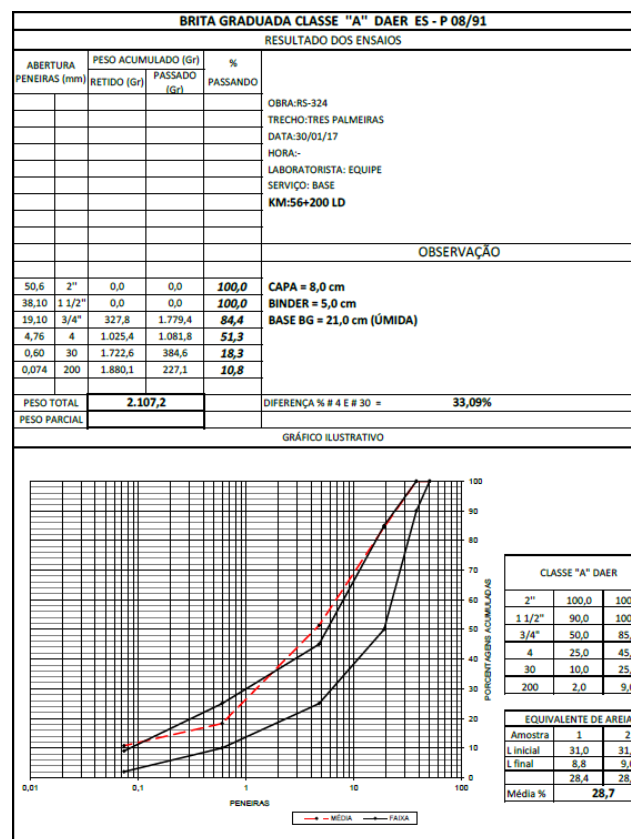 BRITA GRADUADA CLASSE "A" DAER ES - P 08/91
RESULTADO DOS ENSAIOS
ABERTURA PENEIRAS (mm) PESO ACUMULADO (Gr) % PASSANDO
RETIDO (Gr) PASSADO (Gr)
OBRA:RS-324
TRECHO:TRES PALMEIRAS
DATA:30/01/17
HORA:-
LABORATORISTA: EQUIPE
SERVIÇO: BASE
KM:56+200 LD
OBSERVAÇÃO
50,6 2" 0,0 0,0 100,0 CAPA = 8,0 cm
38,10 1 1/2" 0,0 0,0 100,0 BINDER = 5,0 cm
19,10 3/4" 327,8 1.779,4 84,4 BASE BG = 21,0 cm (ÚMIDA)
4,76 4 1.025,4 1.081,8 51,3
0,60 30 1.722,6 384,6 18,3
0,074 200 1.880,1 227,1 10,8
PESO TOTAL 2.107,2 DIFERENÇA % # 4 E # 30 = 33,09%
PESO PARCIAL
GRÁFICO ILUSTRATIVO
100
90
80
70
60
50
40
30
20
10
0
PORCENTAGENS ACUMULADAS
0,01 0,1 1 10 100
PENEIRAS
MÉDIA FAIXA
CLASSE "A" DAER
2" 100,0 100
1 1/2" 90,0 100
3/4" 50,0 85,
4 25,0 45,
30 10,0 25,
200 2,0 9,
EQUIVALENTE DE AREIA
Amostra 1 2
L inicial 31,0 31,
L final 8,8 9,
28,4 28,
Média % 28,7